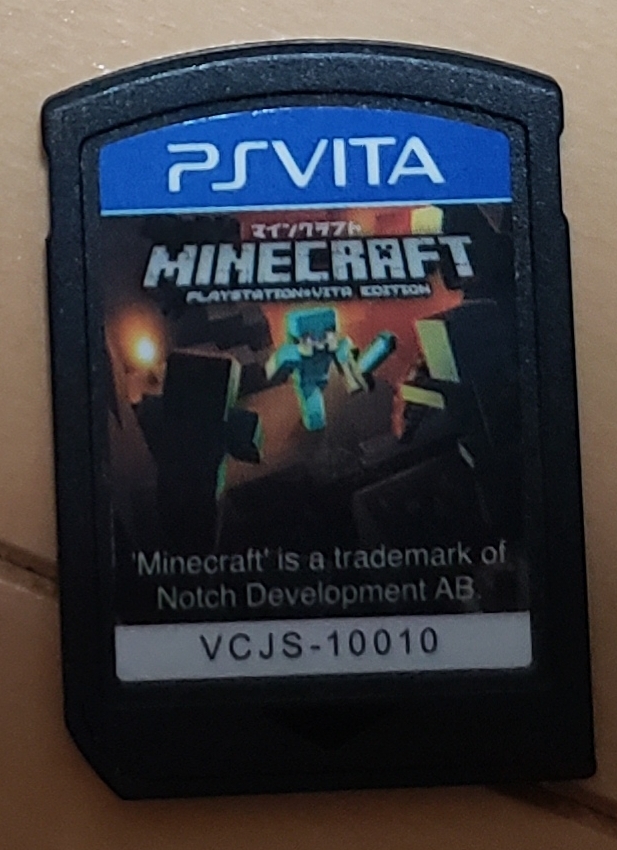 PSVITA
マインクラフト
MINECRAFT
PLAYSTATION®VITA EDITION
'Minecraft' is a trademark of
Notch Development AB.
VCJS-10010